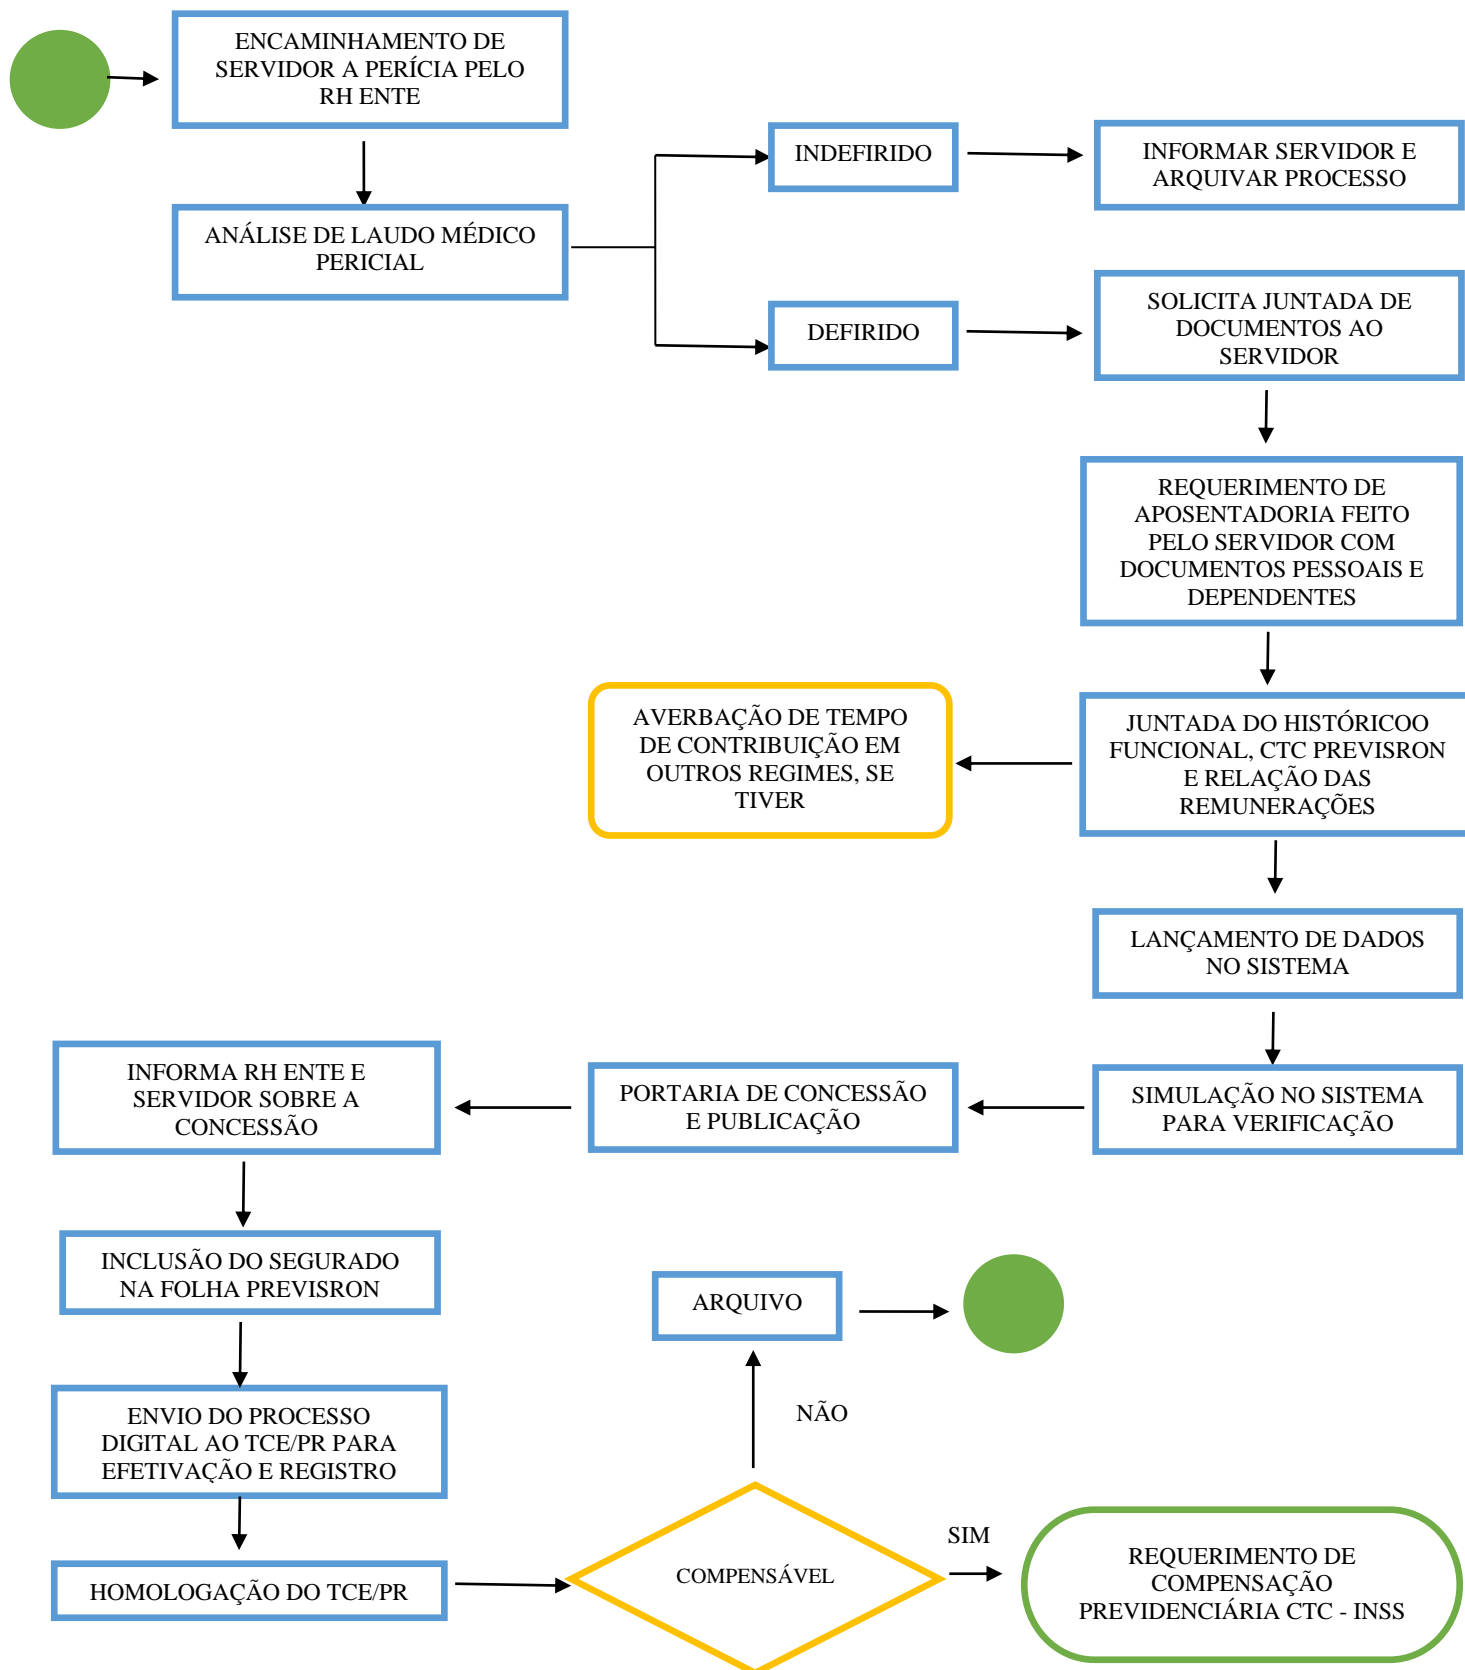 ENCAMINHAMENTO DE
SERVIDOR A PERÍCIA PELO
RH ENTE
INDEFIRIDO
INFORMAR SERVIDOR E
ARQUIVAR PROCESSO
ANÁLISE DE LAUDO MÉDICO
PERICIAL
DEFIRIDO
SOLICITA JUNTADA DE
DOCUMENTOS AO
SERVIDOR
REQUERIMENTO DE
APOSENTADORIA FEITO
PELO SERVIDOR COM
DOCUMENTOS PESSOAIS E
DEPENDENTES
AVERBAÇÃO DE TEMPO
DE CONTRIBUIÇÃO EM
OUTROS REGIMES, SE
TIVER
JUNTADA DO HISTÓRICOO
FUNCIONAL, CTC PREVISRON
E RELAÇÃO DAS
REMUNERAÇÕES
LANÇAMENTO DE DADOS
NO SISTEMA
INFORMA RH ENTE E
SERVIDOR SOBRE A
CONCESSÃO
PORTARIA DE CONCESSÃO
E PUBLICAÇÃO
SIMULAÇÃO NO SISTEMA
PARA VERIFICAÇÃO
INCLUSÃO DO SEGURADO
NA FOLHA PREVISRON
ARQUIVO
NÃO
ENVIO DO PROCESSO
DIGITAL AO TCE/PR PARA
EFETIVAÇÃO E REGISTRO
HOMOLOGAÇÃO DO TCE/PR
COMPENSÁVEL
SIM
REQUERIMENTO DE
COMPENSAÇÃO
PREVIDENCIÁRIA CTC - INSS